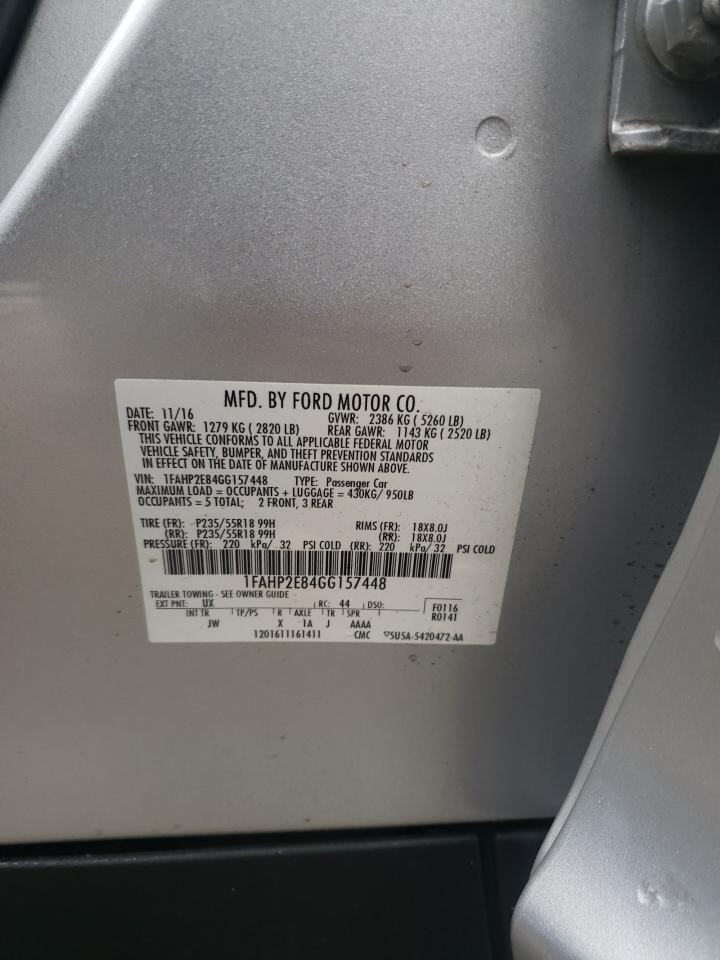 MFD. BY FORD MOTOR CO.
DATE: 11/16 GVWR: 2386 KG ( 5260 LB)
FRONT GAWR: 1279 KG ( 2820 LB) REAR GAWR: 1143 KG ( 2520 LB)
THIS VEHICLE CONFORMS TO ALL APPLICABLE FEDERAL MOTOR
VEHICLE SAFETY, BUMPER, AND THEFT PREVENTION STANDARDS
IN EFFECT ON THE DATE OF MANUFACTURE SHOWN ABOVE.
VIN: 1FAHP2E84GG157448 TYPE: Passenger Car
MAXIMUM LOAD = OCCUPANTS + LUGGAGE = 430KG/ 950LB
OCCUPANTS = 5 TOTAL; 2 FRONT, 3 REAR
TIRE (FR): P235/55R18 99H RIMS (FR): 18X8.0J
(RR): P235/55R18 99H (RR): 18X8.0J
PRESSURE (FR): 220 kPa/ 32 PSI COLD (RR): 220 kPa/ 32 PSI COLD
1FAHP2E84GG157448
TRAILER TOWING - SEE OWNER GUIDE
EXT PNT: UX RC: 44 DSO: F0116
INT TR TP/PS R AXLE TR SPR R0141
JW X 1A J AAAA
1201611161411 CMC ▽5U5A-5420472-AA